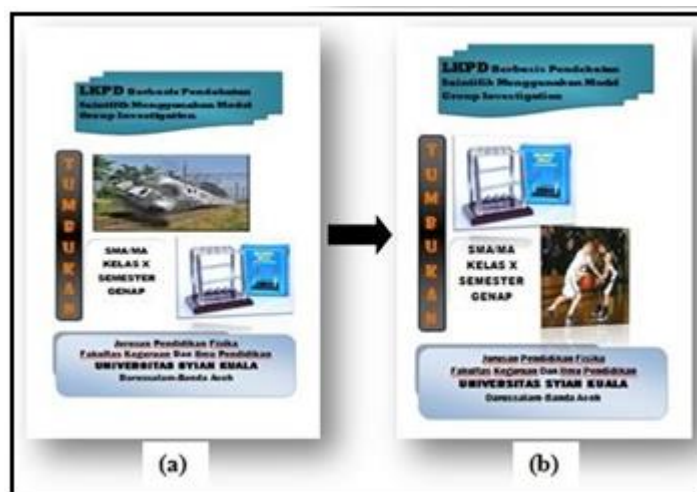 LKPD Berbasis Pendekatan
Saintifik Menggunakan Model
Group Investigation
TUMBUKAN
SMA/MA
KELAS X
SEMESTER
GENAP
Jurusan Pendidikan Fisika
Fakultas Keguruan Dan Ilmu Pendidikan
UNIVERSITAS SYIAH KUALA
Darussalam-Banda Aceh
(a)
LKPD Berbasis Pendekatan
Saintifik Menggunakan Model
Group Investigation
TUMBUKAN
SMA/MA
KELAS X
SEMESTER
GENAP
Jurusan Pendidikan Fisika
Fakultas Keguruan Dan Ilmu Pendidikan
UNIVERSITAS SYIAH KUALA
Darussalam-Banda Aceh
(b)